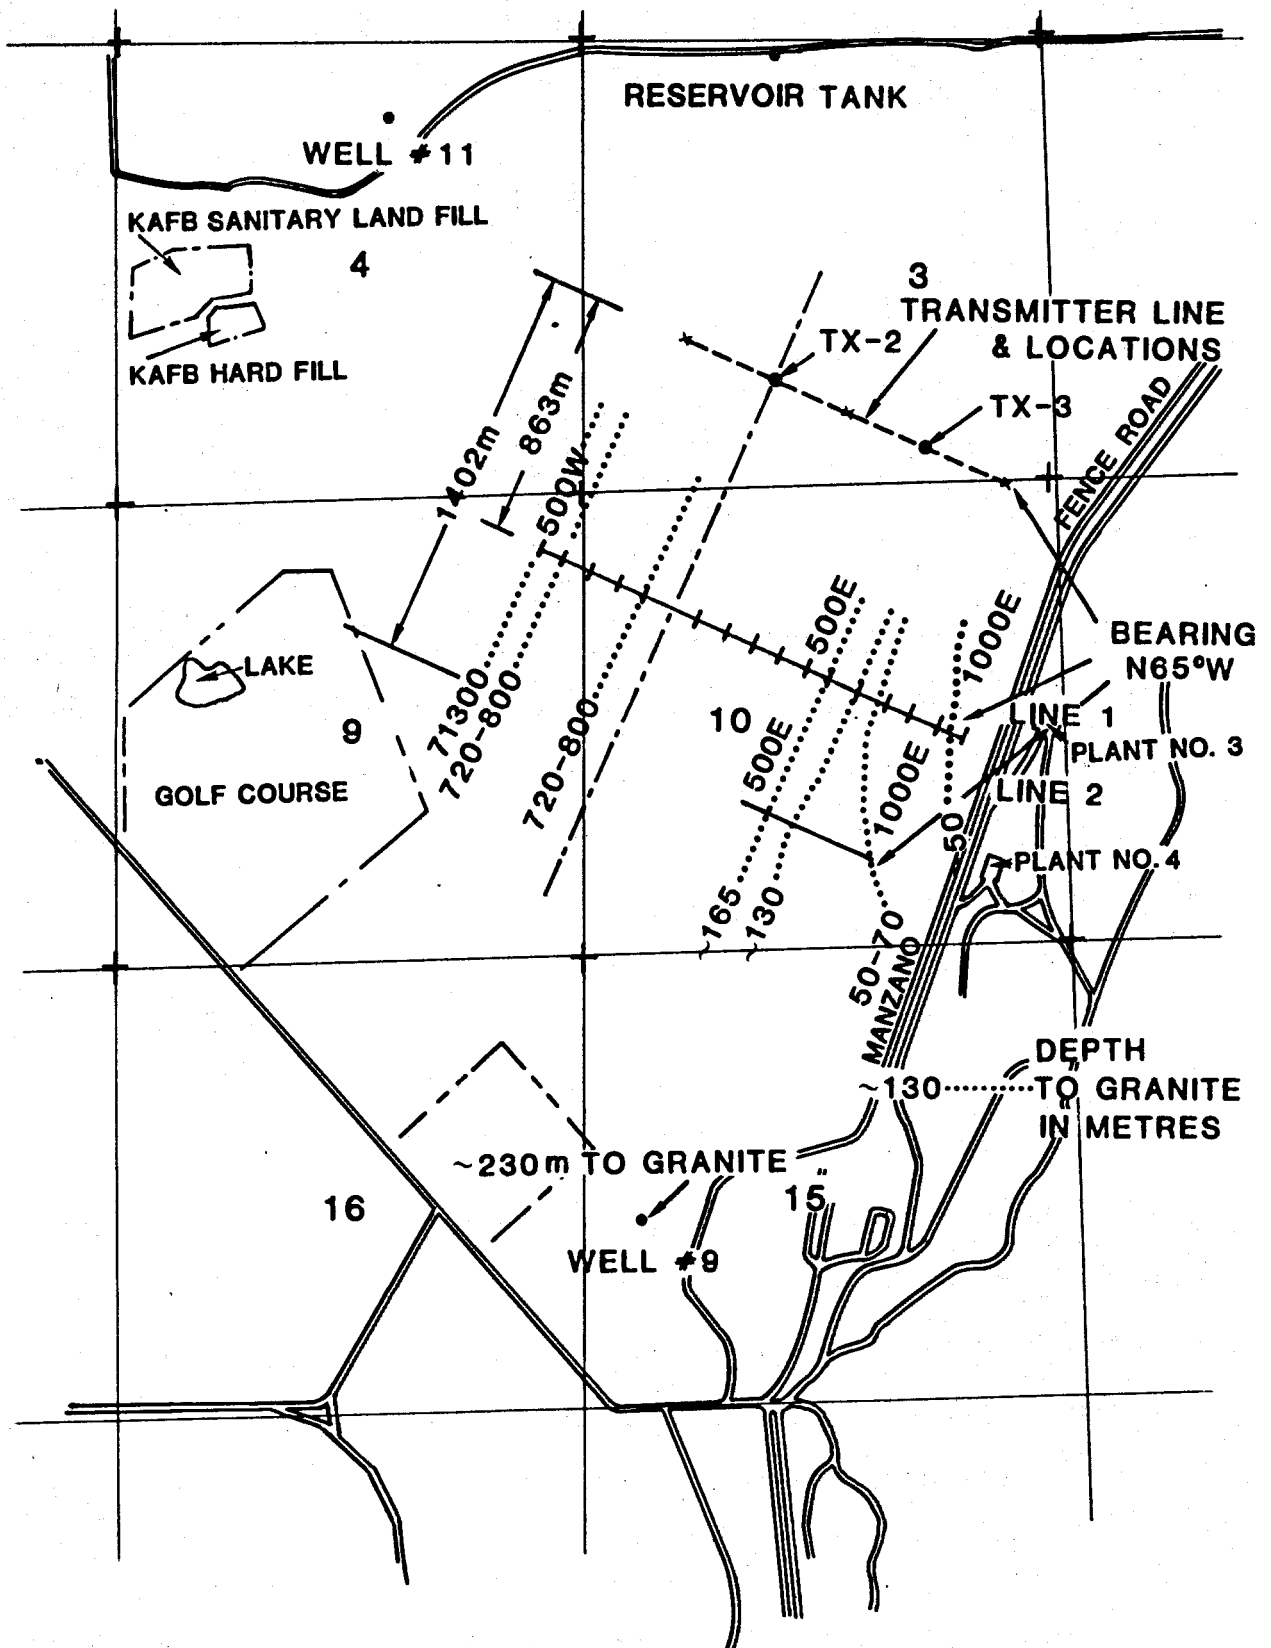 RESERVOIR TANK
WELL #11
KAFB SANITARY LAND FILL
4
3
TRANSMITTER LINE
& LOCATIONS
TX-2
KAFB HARD FILL
TX-3
FENCE ROAD
1402m
863m
500W
500E
1000E
BEARING
N65°W
LAKE
71300
720-800
720-800
9
10
LINE 1
PLANT NO. 3
500E
1000E
GOLF COURSE
LINE 2
50
PLANT NO. 4
~165
~130
50-70
MANZANO
DEPTH
~130
TO GRANITE
IN METRES
~230m TO GRANITE
16
15
WELL #9